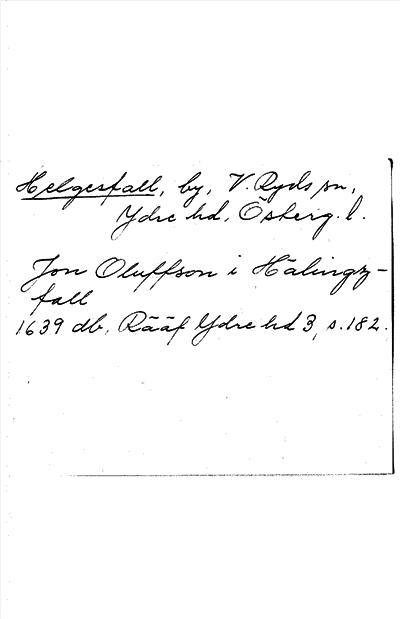 Helgesfall, by, V. Ryds sn,
Ydre hd, Österg. l.
Jon Oluffson i Hälingz-
fall
1639 db, Rääf Ydre hd 3, s. 182.